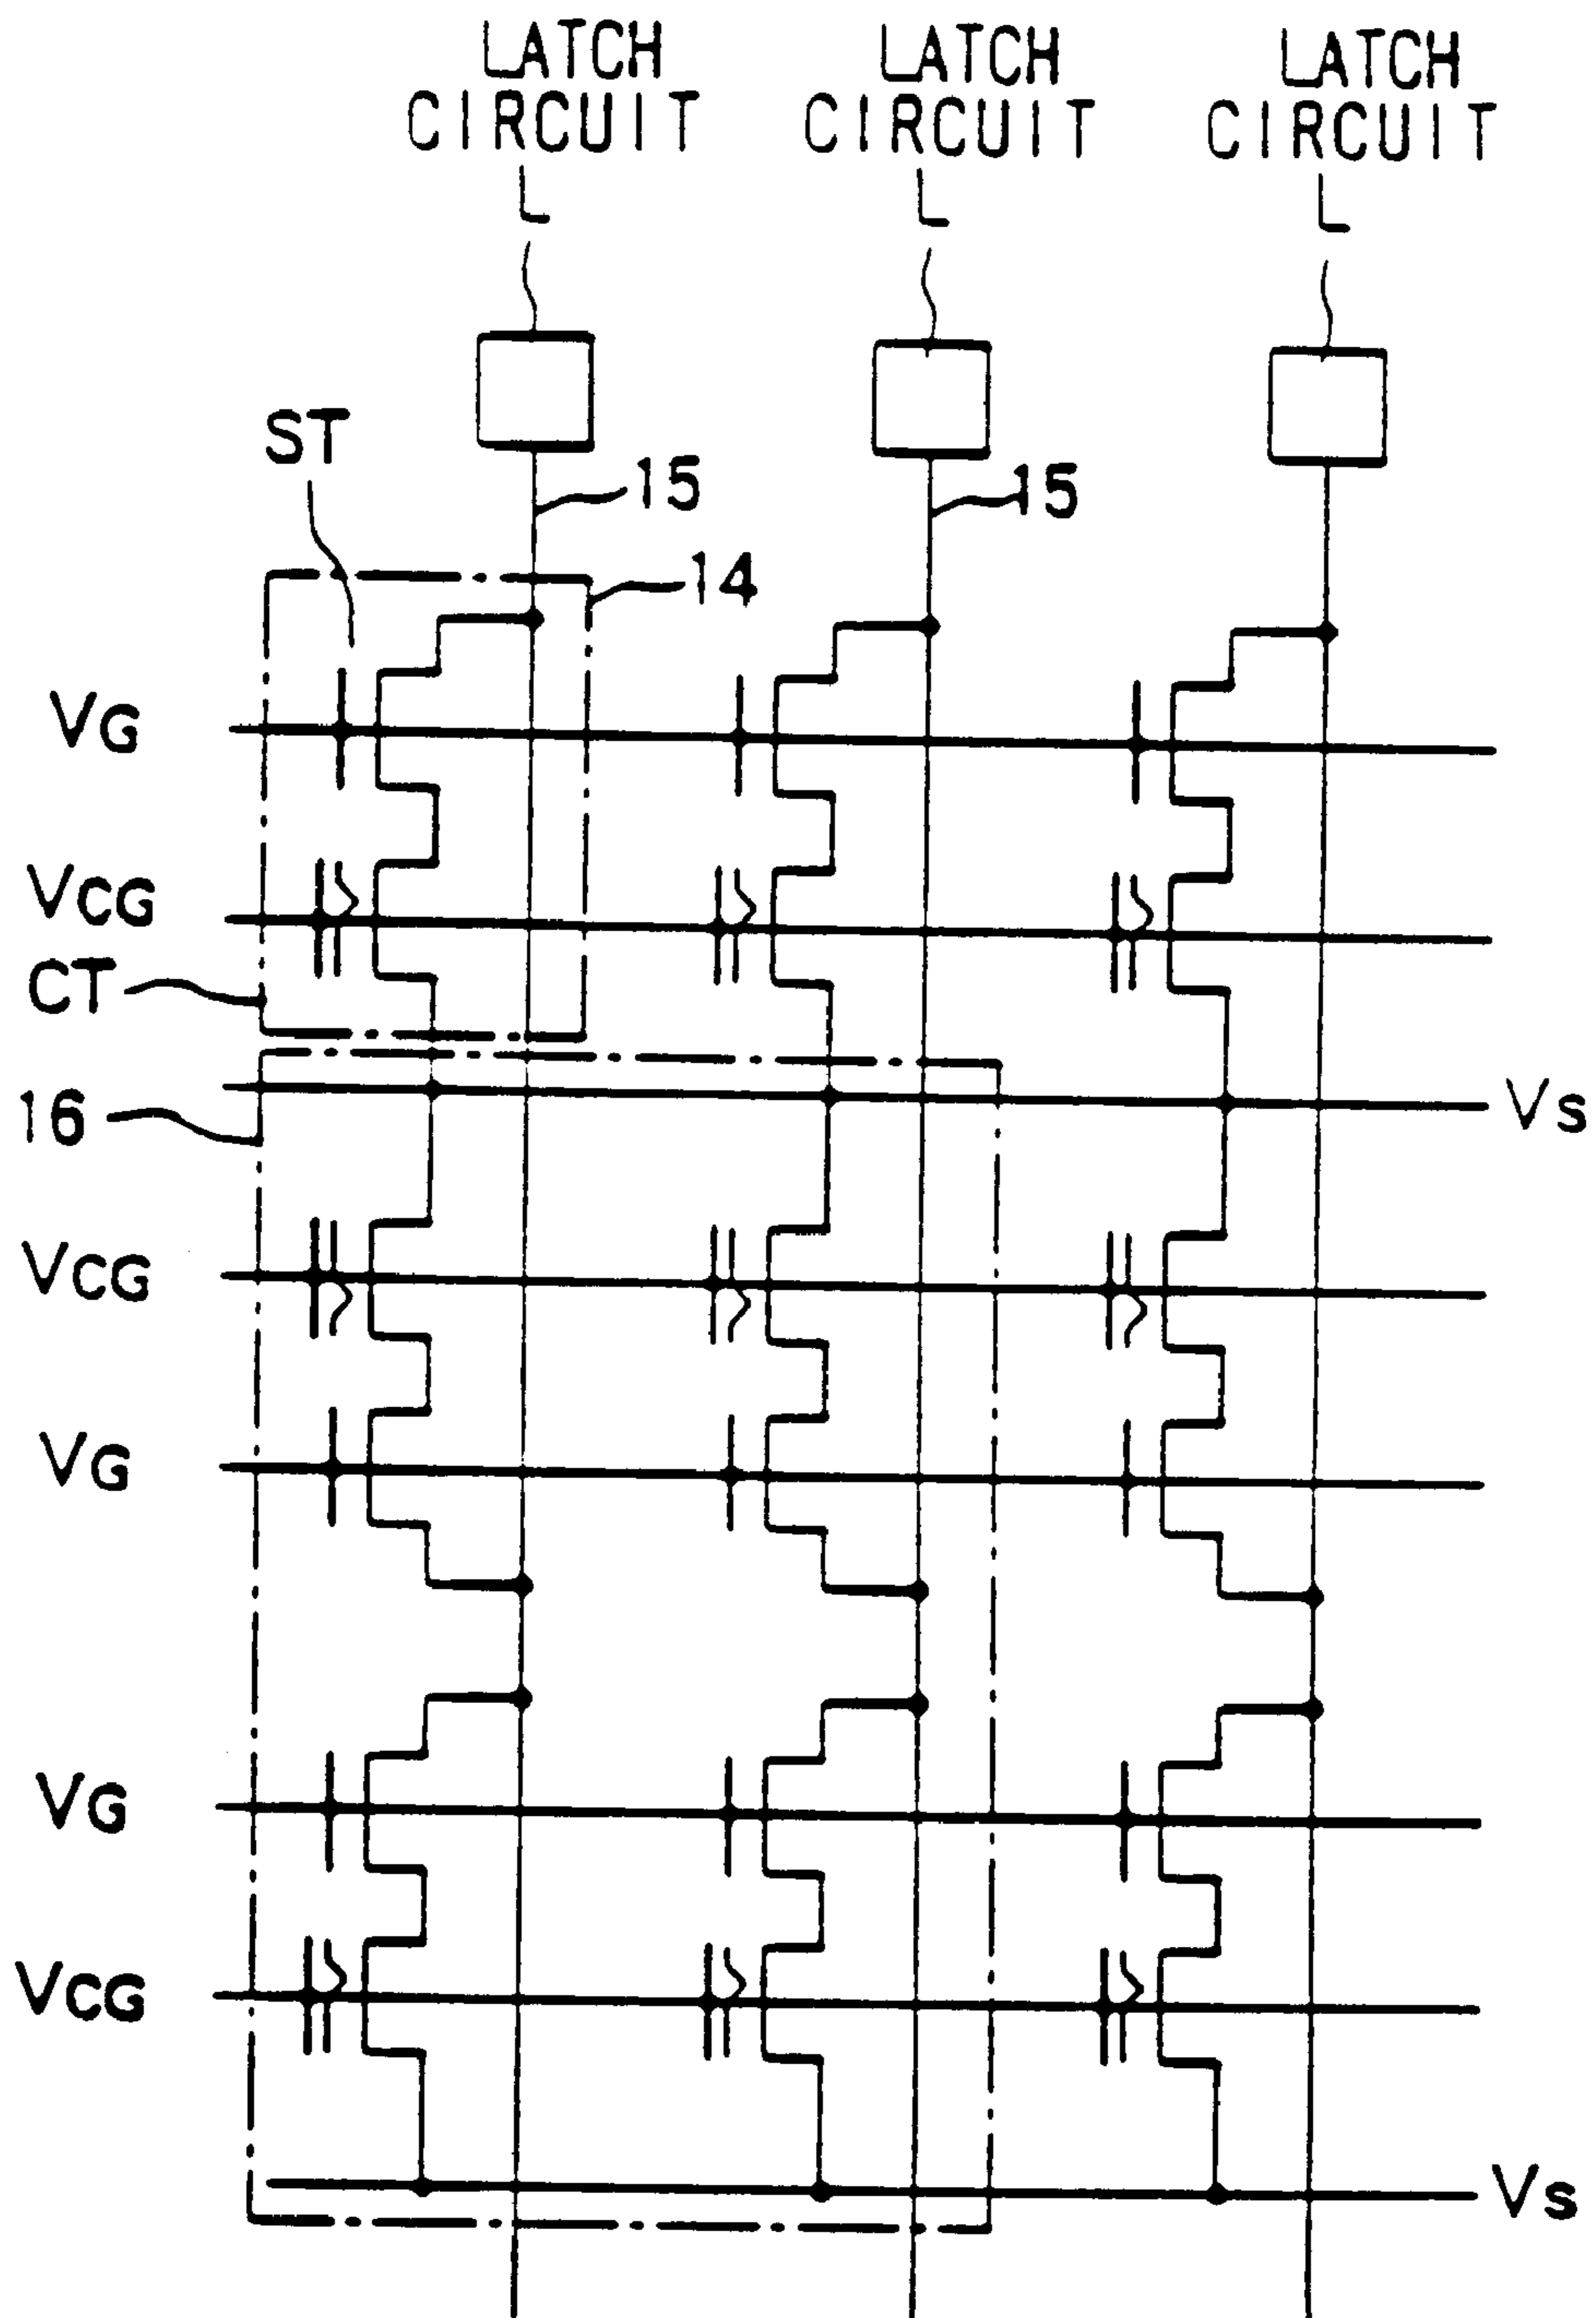 LATCH CIRCUIT
L
LATCH CIRCUIT
L
LATCH CIRCUIT
L
ST
15
15
14
VG
VCG
CT
16
VS
VCG
VG
VG
VCG
VS